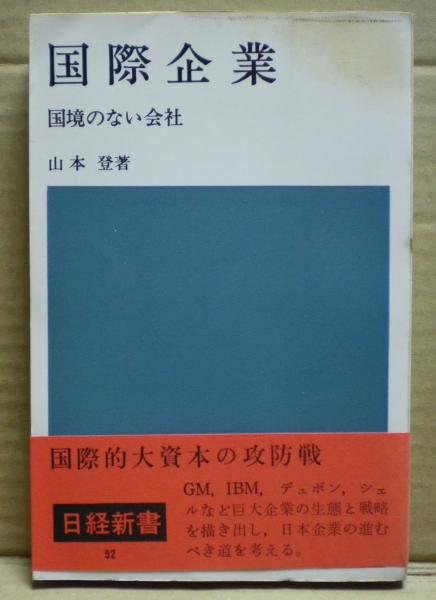 国際企業
国境のない会社
山本 登著
国際的大資本の攻防戦
GM, IBM, デュポン, シェ
ルなど巨大企業の生態と戦略
を描き出し, 日本企業の進む
べき道を考える。
日経新書
52